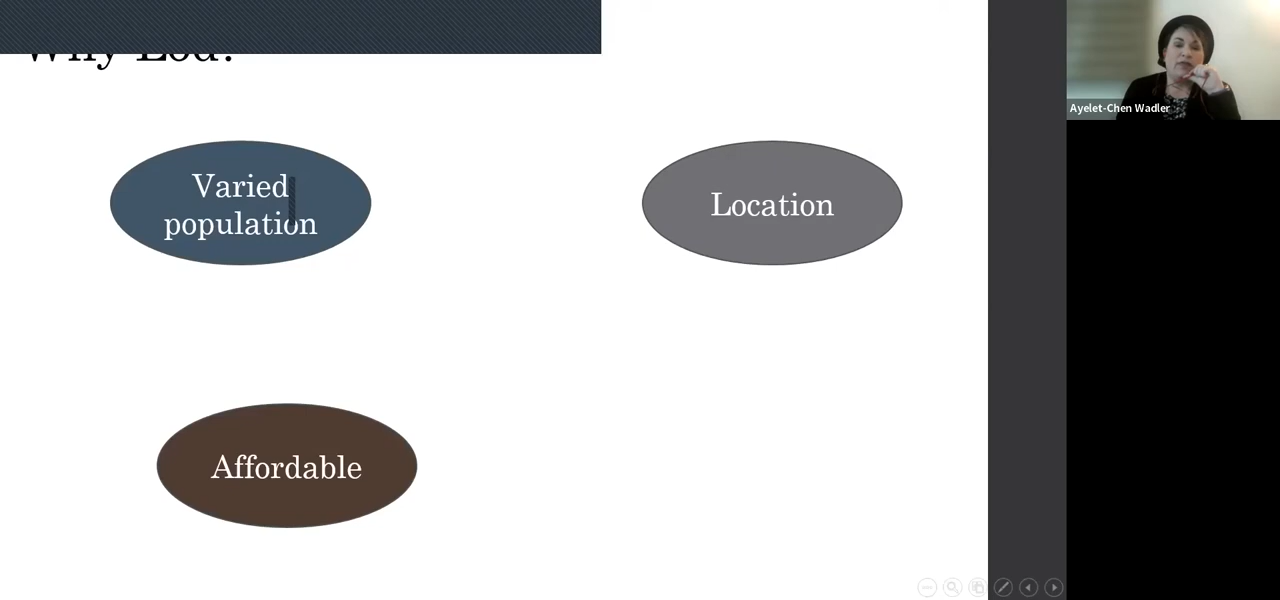 Why Lod?
Varied
population
Location
Affordable
Ayelet-Chen Wadler